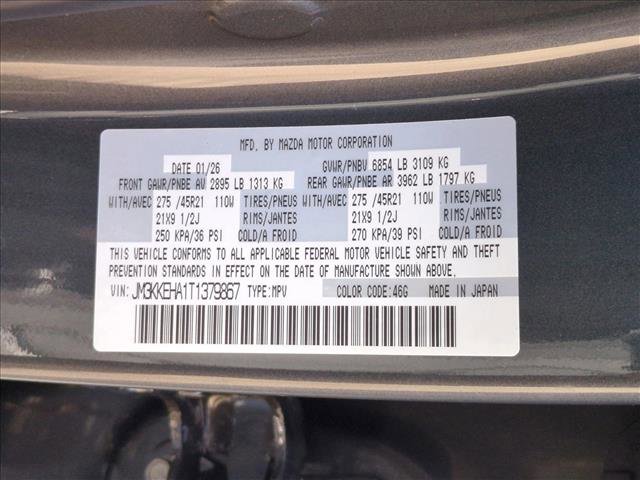 MFD. BY MAZDA MOTOR CORPORATION
DATE 01/26 GVWR/PNBV 6854 LB 3109 KG
FRONT GAWR/PNBE AV 2895 LB 1313 KG REAR GAWR/PNBE AR 3962 LB 1797 KG
WITH/AVEC 275 /45R21 110W TIRES/PNEUS WITH/AVEC 275 /45R21 110W TIRES/PNEUS
21X9 1/2J RIMS/JANTES 21X9 1/2J RIMS/JANTES
250 KPA/36 PSI COLD/A FROID 270 KPA/39 PSI COLD/A FROID
THIS VEHICLE CONFORMS TO ALL APPLICABLE FEDERAL MOTOR VEHICLE SAFETY AND THEFT
PREVENTION STANDARDS IN EFFECT ON THE DATE OF MANUFACTURE SHOWN ABOVE.
VIN: JM3KKEHA1T1379867 TYPE:MPV COLOR CODE:46G MADE IN JAPAN